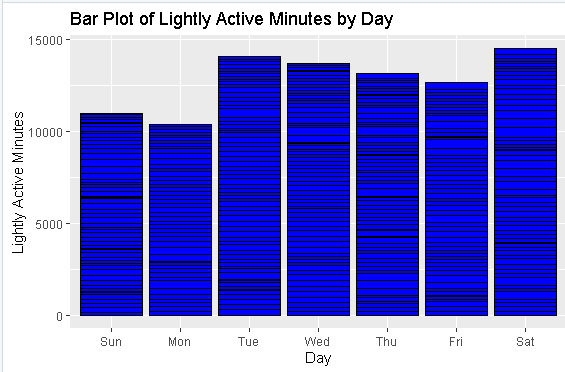 Bar Plot of Lightly Active Minutes by Day
15000
10000
5000
0
Lightly Active Minutes
Sun Mon Tue Wed Thu Fri Sat
Day